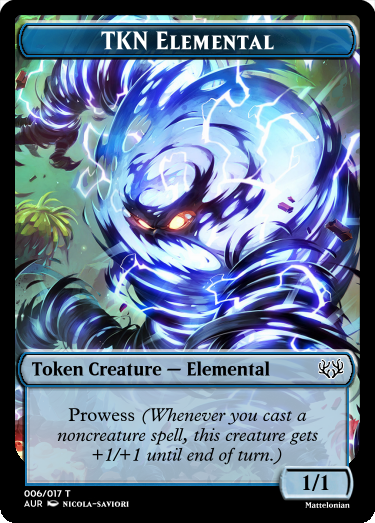 TKN Elemental
Token Creature — Elemental
Prowess (Whenever you cast a
noncreature spell, this creature gets
+1/+1 until end of turn.)
1/1
006/017 T
AUR NICOLA-SAVIORI
Mattelonian